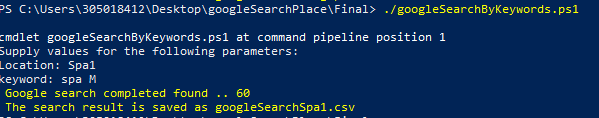 PS C:\Users\305018412\Desktop\googleSearchPlace\Final> ./googleSearchByKeywords.ps1
cmdlet googleSearchByKeywords.ps1 at command pipeline position 1
Supply values for the following parameters:
Location: Spa1
keyword: spa M
Google search completed found .. 60
The search result is saved as googleSearchSpa1.csv